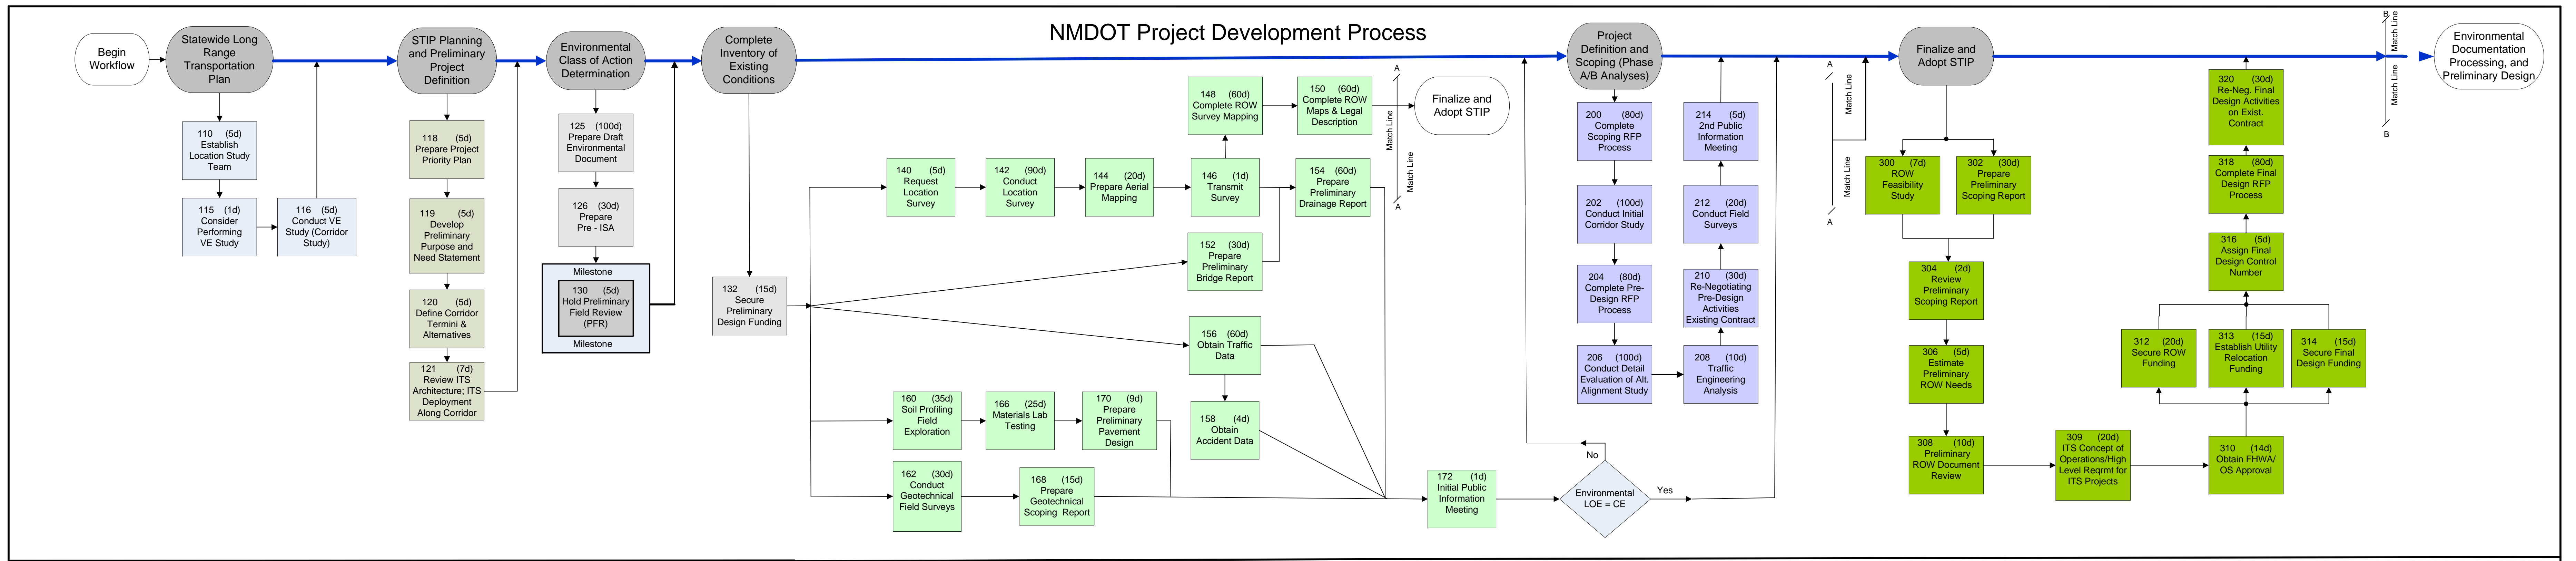 NMDOT Project Development Process
Begin
Workflow
Statewide Long
Range
Transportation
Plan
110 (5d)
Establish
Location Study
Team
115 (1d)
Consider
Performing
VE Study
116 (5d)
Conduct VE
Study (Corridor
Study)
STIP Planning
and Preliminary
Project
Definition
118 (5d)
Prepare Project
Priority Plan
119 (5d)
Develop
Preliminary
Purpose and
Need Statement
120 (5d)
Define Corridor
Termini &
Alternatives
121 (7d)
Review ITS
Architecture; ITS
Deployment
Along Corridor
Environmental
Class of Action
Determination
125 (100d)
Prepare Draft
Environmental
Document
126 (30d)
Prepare
Pre - ISA
Milestone
130 (5d)
Hold Preliminary
Field Review
(PFR)
Milestone
Complete
Inventory of
Existing
Conditions
132 (15d)
Secure
Preliminary
Design Funding
140 (5d)
Request
Location
Survey
142 (90d)
Conduct
Location
Survey
144 (20d)
Prepare Aerial
Mapping
146 (1d)
Transmit
Survey
148 (60d)
Complete ROW
Survey Mapping
150 (60d)
Complete ROW
Maps & Legal
Description
152 (30d)
Prepare
Preliminary
Bridge Report
154 (60d)
Prepare
Preliminary
Drainage Report
156 (60d)
Obtain Traffic
Data
158 (4d)
Obtain
Accident Data
160 (35d)
Soil Profiling
Field
Exploration
166 (25d)
Materials Lab
Testing
170 (9d)
Prepare
Preliminary
Pavement
Design
162 (30d)
Conduct
Geotechnical
Field Surveys
168 (15d)
Prepare
Geotechnical
Scoping Report
A
Match Line
Match Line
A
Finalize and
Adopt STIP
172 (1d)
Initial Public
Information
Meeting
Environmental
LOE = CE
No
Yes
Project
Definition and
Scoping (Phase
A/B Analyses)
200 (80d)
Complete
Scoping RFP
Process
202 (100d)
Conduct Initial
Corridor Study
204 (80d)
Complete Pre-
Design RFP
Process
206 (100d)
Conduct Detail
Evaluation of Alt.
Alignment Study
208 (10d)
Traffic
Engineering
Analysis
210 (30d)
Re-Negotiating
Pre-Design
Activities
Existing Contract
212 (20d)
Conduct Field
Surveys
214 (5d)
2nd Public
Information
Meeting
A
Match Line
Match Line
A
Finalize and
Adopt STIP
300 (7d)
ROW
Feasibility
Study
302 (30d)
Prepare
Preliminary
Scoping Report
304 (2d)
Review
Preliminary
Scoping Report
306 (5d)
Estimate
Preliminary
ROW Needs
308 (10d)
Preliminary
ROW Document
Review
309 (20d)
ITS Concept of
Operations/High
Level Reqrmt for
ITS Projects
310 (14d)
Obtain FHWA/
OS Approval
312 (20d)
Secure ROW
Funding
313 (15d)
Establish Utility
Relocation
Funding
314 (15d)
Secure Final
Design Funding
316 (5d)
Assign Final
Design Control
Number
318 (80d)
Complete Final
Design RFP
Process
320 (30d)
Re-Neg. Final
Design Activities
on Exist.
Contract
B
Match Line
Match Line
B
Environmental
Documentation
Processing, and
Preliminary Design